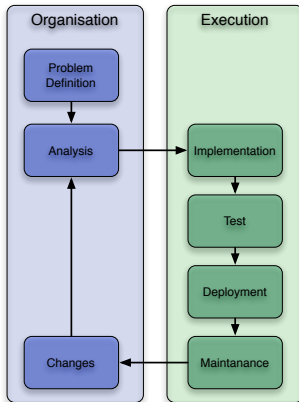 Organisation
Execution
Problem
Definition
Analysis
Implementation
Test
Deployment
Changes
Maintanance